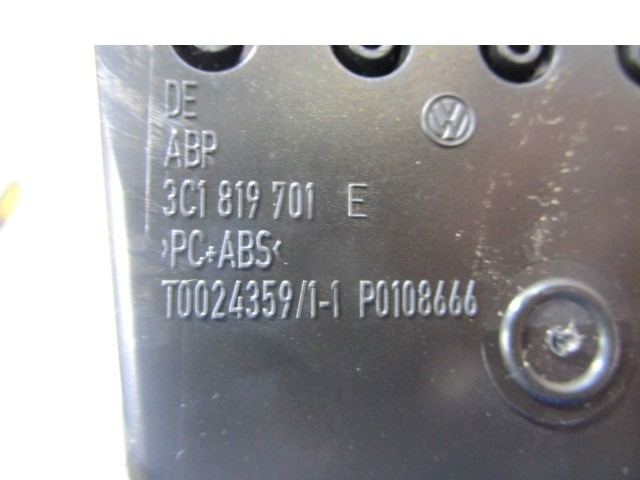 DE
ABP
3C1 819 701 E
>PC+ABS<
T0024359/1-1 P0108666